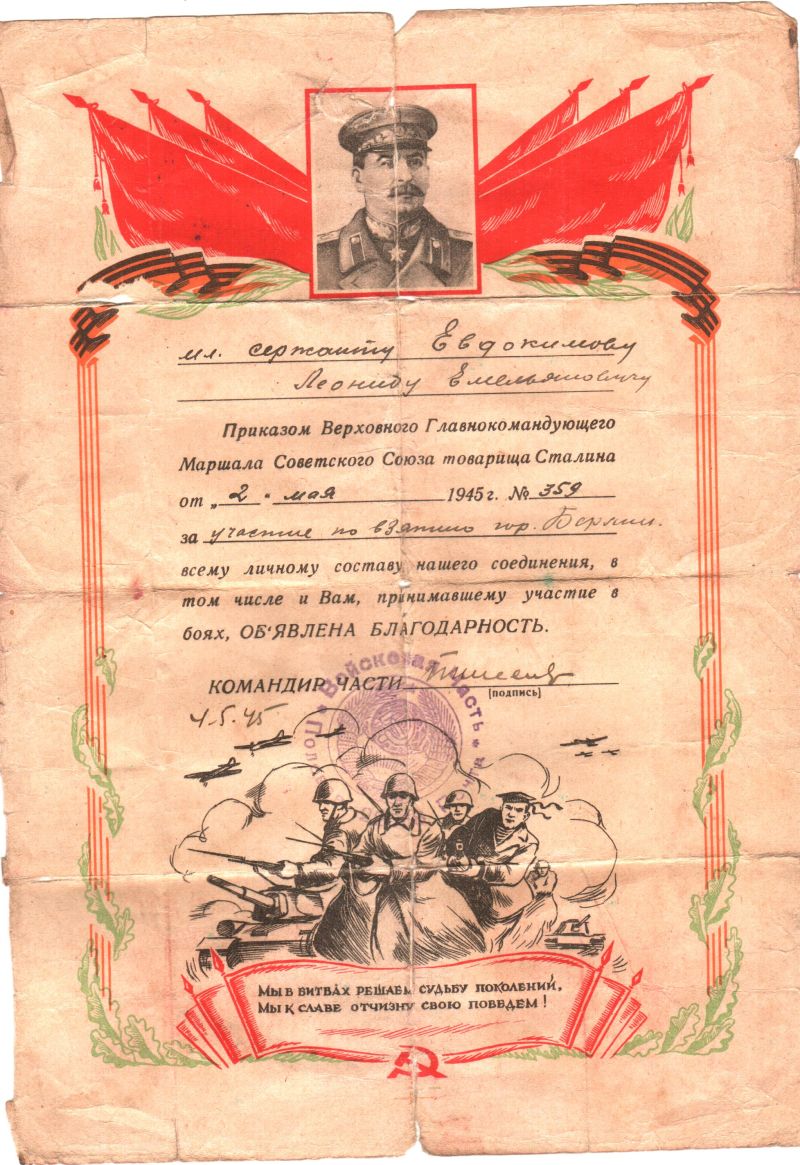 мл. сержанту Евдокимову
Леониду Емельяновичу
Приказом Верховного Главнокомандующего
Маршала Советского Союза товарища Сталина
от „2“ мая 1945 г. № 359
за участие по взятию гор. Берлин.
всему личному составу нашего соединения, в
том числе и Вам, принимавшему участие в
боях, ОБ'ЯВЛЕНА БЛАГОДАРНОСТЬ.
КОМАНДИР ЧАСТИ
(подпись)
4.5.45
Войсковая часть
Мы в битвах решаем судьбу поколений,
Мы к славе отчизну свою поведем!